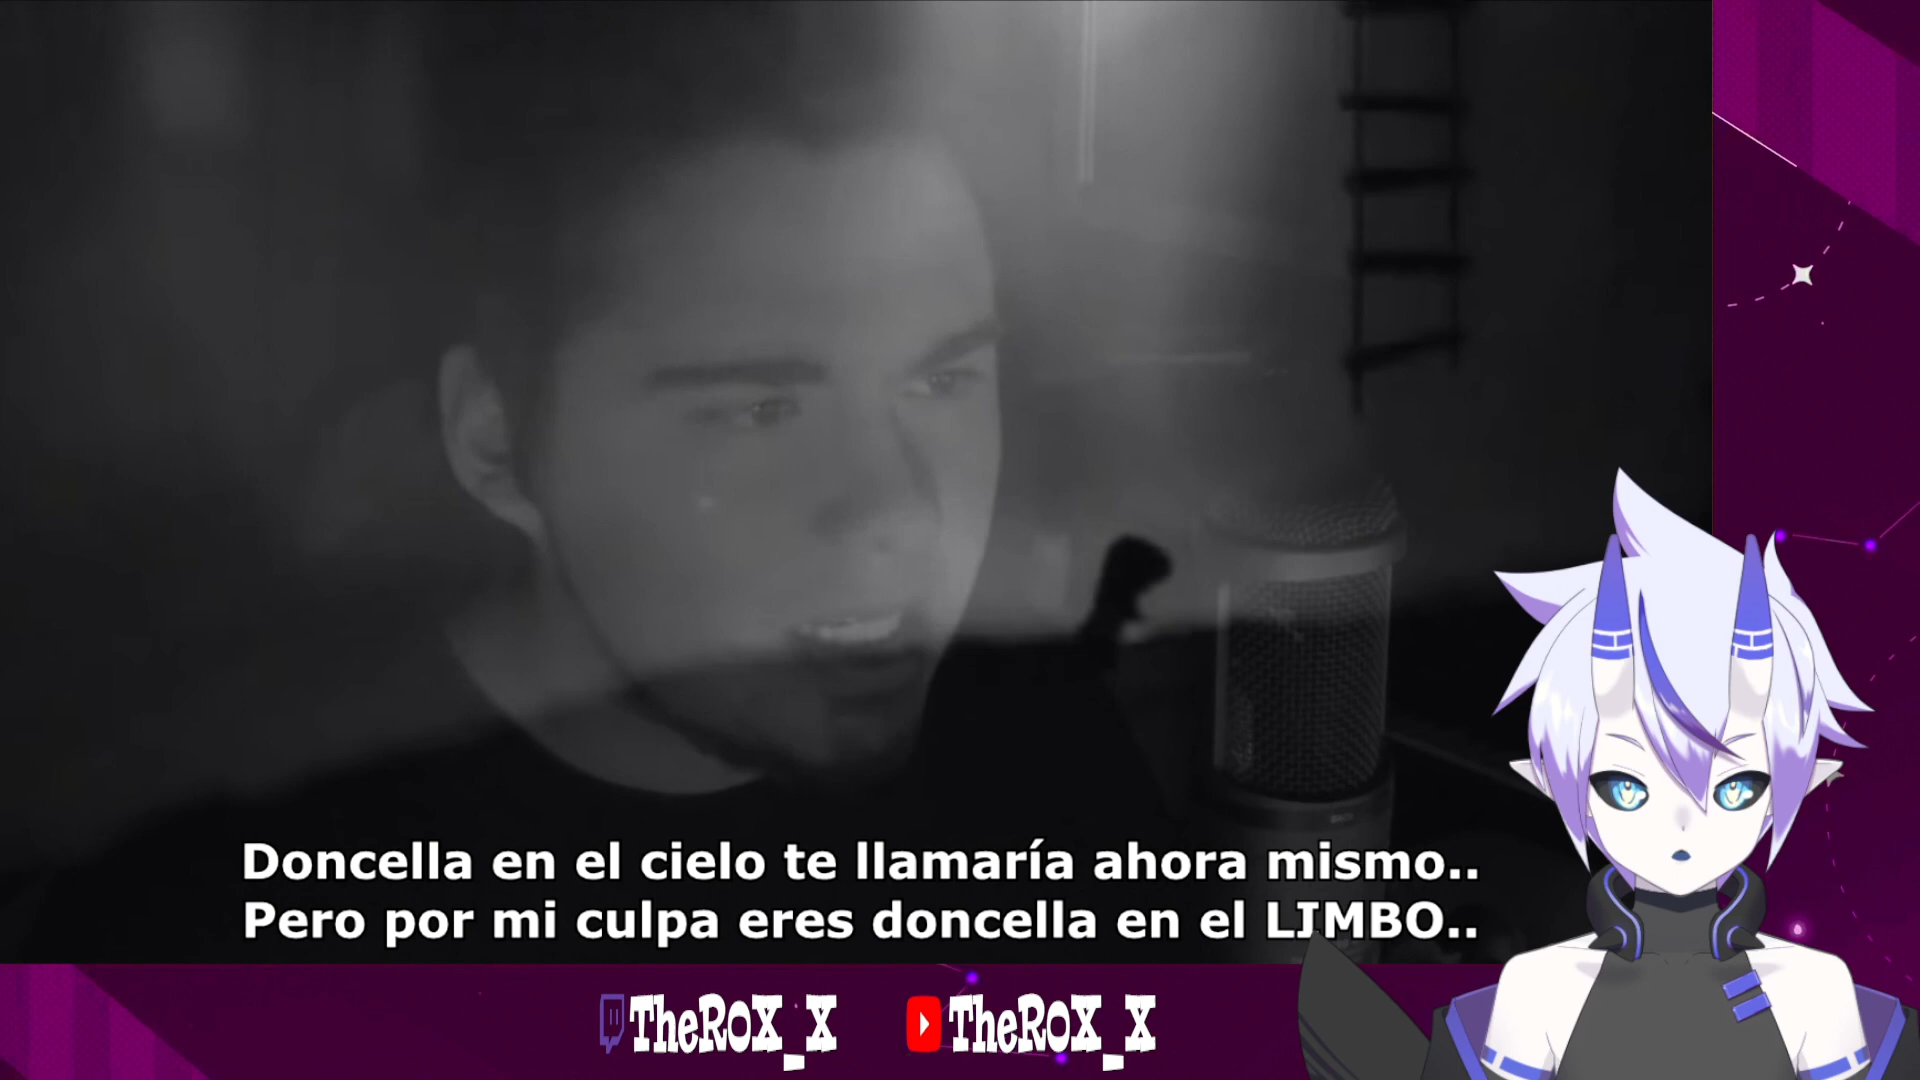 Doncella en el cielo te llamaría ahora mismo..
Pero por mi culpa eres doncella en el LIMBO..
TheRoX_X TheRoX_X